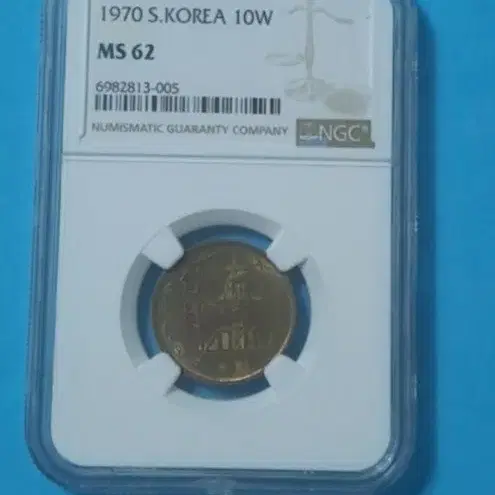 1970 S.KOREA 10W
MS 62
6982813-005
NUMISMATIC GUARANTY COMPANY NGC®